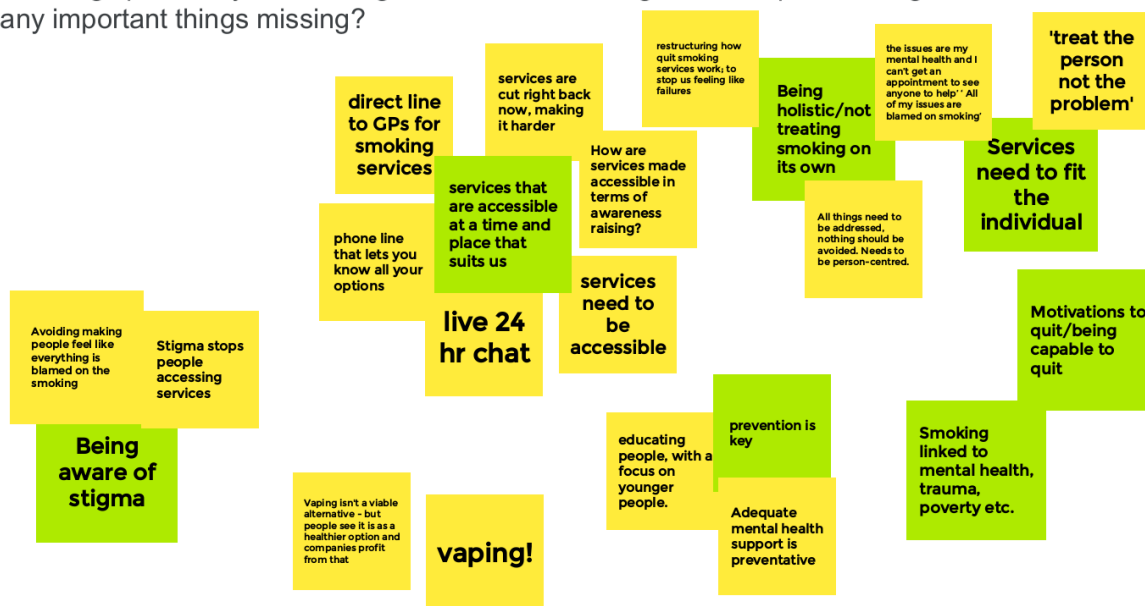 any important things missing?
restructuring how
quit smoking
services work; to
stop us feeling like
failures
the issues are my
mental health and I
can't get an
appointment to see
anyone to help' ' All
of my issues are
blamed on smoking'
'treat the
person
not the
problem'
services are
cut right back
now, making
it harder
direct line
to GPs for
smoking
services
Being
holistic/not
treating
smoking on
its own
How are
services made
accessible in
terms of
awareness
raising?
Services
need to fit
the
individual
services that
are accessible
at a time and
place that
suits us
All things need to
be addressed,
nothing should be
avoided. Needs to
be person-centred.
phone line
that lets you
know all your
options
services
need to
be
accessible
live 24
hr chat
Motivations to
quit/being
capable to
quit
Avoiding making
people feel like
everything is
blamed on the
smoking
Stigma stops
people
accessing
services
Being
aware of
stigma
prevention is
key
educating
people, with a
focus on
younger
people.
Smoking
linked to
mental health,
trauma,
poverty etc.
Adequate
mental health
support is
preventative
Vaping isn't a viable
alternative - but
people see it is as a
healthier option and
companies profit
from that
vaping!